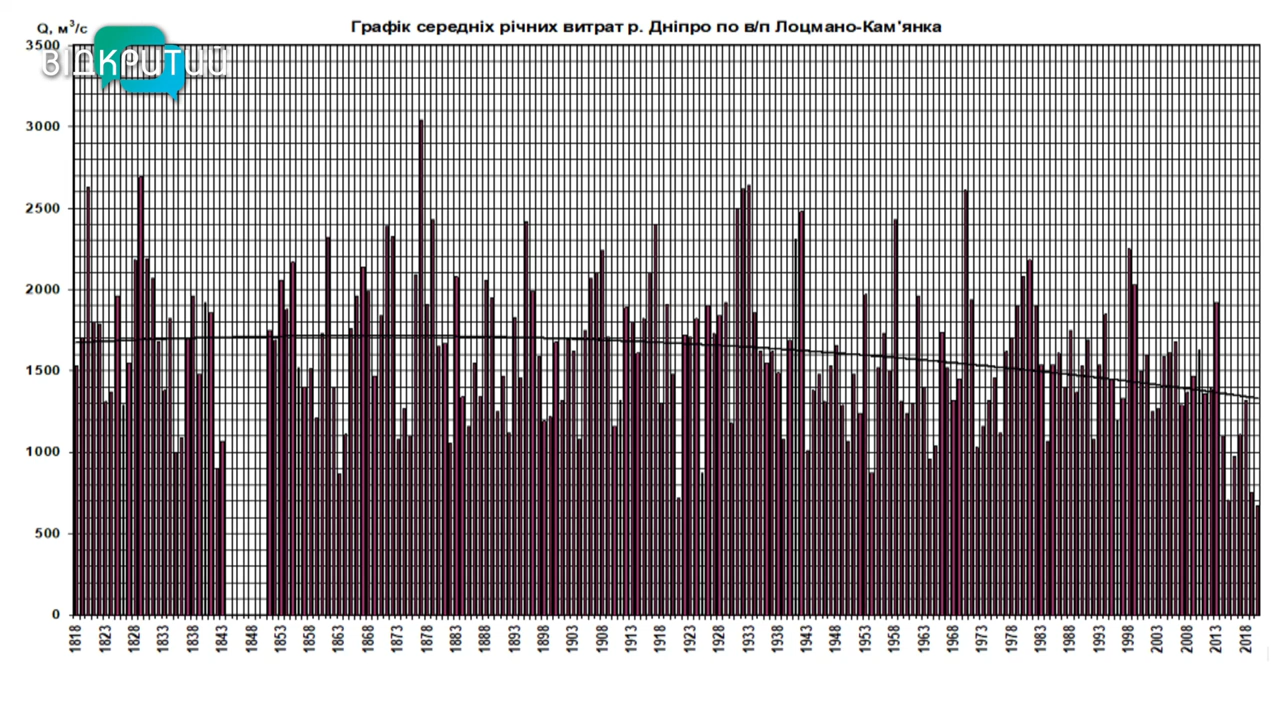 Графік середніх річних витрат р. Дніпро по в/п Лоцмано-Кам'янка
Q, м³/с
ВІДКРИТИЙ
3500
3000
2500
2000
1500
1000
500
0
1818 1823 1828 1833 1838 1843 1848 1853 1858 1863 1868 1873 1878 1883 1888 1893 1898 1903 1908 1913 1918 1923 1928 1933 1938 1943 1948 1953 1958 1963 1968 1973 1978 1983 1988 1993 1998 2003 2008 2013 2018